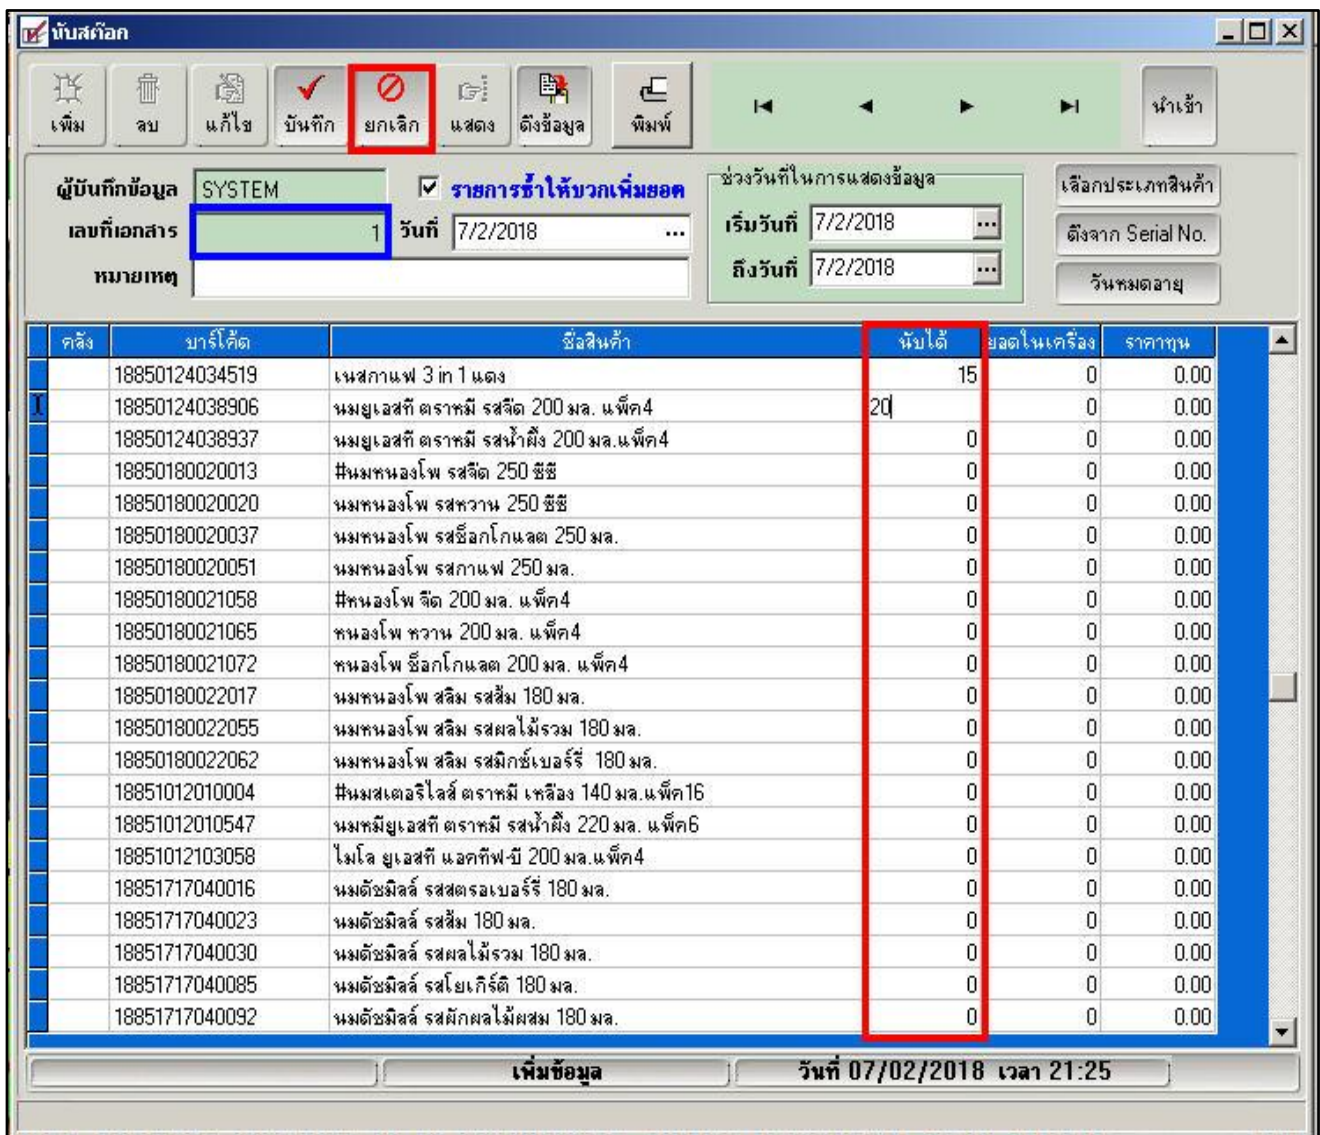 นับสต๊อก
เพิ่ม ลบ แก้ไข บันทึก ยกเลิก แสดง ดึงข้อมูล พิมพ์ นำเข้า
ผู้บันทึกข้อมูล SYSTEM รายการซ้ำให้บวกเพิ่มยอด ช่วงวันที่ในการแสดงข้อมูล เลือกประเภทสินค้า
เลขที่เอกสาร 1 วันที่ 7/2/2018 ... เริ่มวันที่ 7/2/2018 ... ดึงจาก Serial No.
หมายเหตุ ถึงวันที่ 7/2/2018 ... วันหมดอายุ
คลัง บาร์โค้ด ชื่อสินค้า นับได้ ยอดในเครื่อง ราคาทุน
18850124034519 เนสกาแฟ 3 in 1 แดง 15 0 0.00
18850124038906 นมยูเอสที ตราหมี รสจืด 200 มล. แพ็ค4 20 0 0.00
18850124038937 นมยูเอสที ตราหมี รสน้ำผึ้ง 200 มล.แพ็ค4 0 0 0.00
18850180020013 #นมหนองโพ รสจืด 250 ซีซี 0 0 0.00
18850180020020 นมหนองโพ รสหวาน 250 ซีซี 0 0 0.00
18850180020037 นมหนองโพ รสช็อกโกแลต 250 มล. 0 0 0.00
18850180020051 นมหนองโพ รสกาแฟ 250 มล. 0 0 0.00
18850180021058 #หนองโพ จืด 200 มล. แพ็ค4 0 0 0.00
18850180021065 หนองโพ หวาน 200 มล. แพ็ค4 0 0 0.00
18850180021072 หนองโพ ช็อกโกแลต 200 มล. แพ็ค4 0 0 0.00
18850180022017 นมหนองโพ สลิม รสส้ม 180 มล. 0 0 0.00
18850180022055 นมหนองโพ สลิม รสผลไม้รวม 180 มล. 0 0 0.00
18850180022062 นมหนองโพ สลิม รสมิกซ์เบอร์รี่ 180 มล. 0 0 0.00
18851012010004 #นมสเตอริไลส์ ตราหมี เหลือง 140 มล.แพ็ค16 0 0 0.00
18851012010547 นมหมียูเอสที ตราหมี รสน้ำผึ้ง 220 มล. แพ็ค6 0 0 0.00
18851012103058 ไมโล ยูเอสที แอคทีฟ-บี 200 มล.แพ็ค4 0 0 0.00
18851717040016 นมดัชมิลล์ รสสตรอเบอร์รี่ 180 มล. 0 0 0.00
18851717040023 นมดัชมิลล์ รสส้ม 180 มล. 0 0 0.00
18851717040030 นมดัชมิลล์ รสผลไม้รวม 180 มล. 0 0 0.00
18851717040085 นมดัชมิลล์ รสโยเกิร์ต 180 มล. 0 0 0.00
18851717040092 นมดัชมิลล์ รสผักผลไม้ผสม 180 มล. 0 0 0.00
เพิ่มข้อมูล วันที่ 07/02/2018 เวลา 21:25